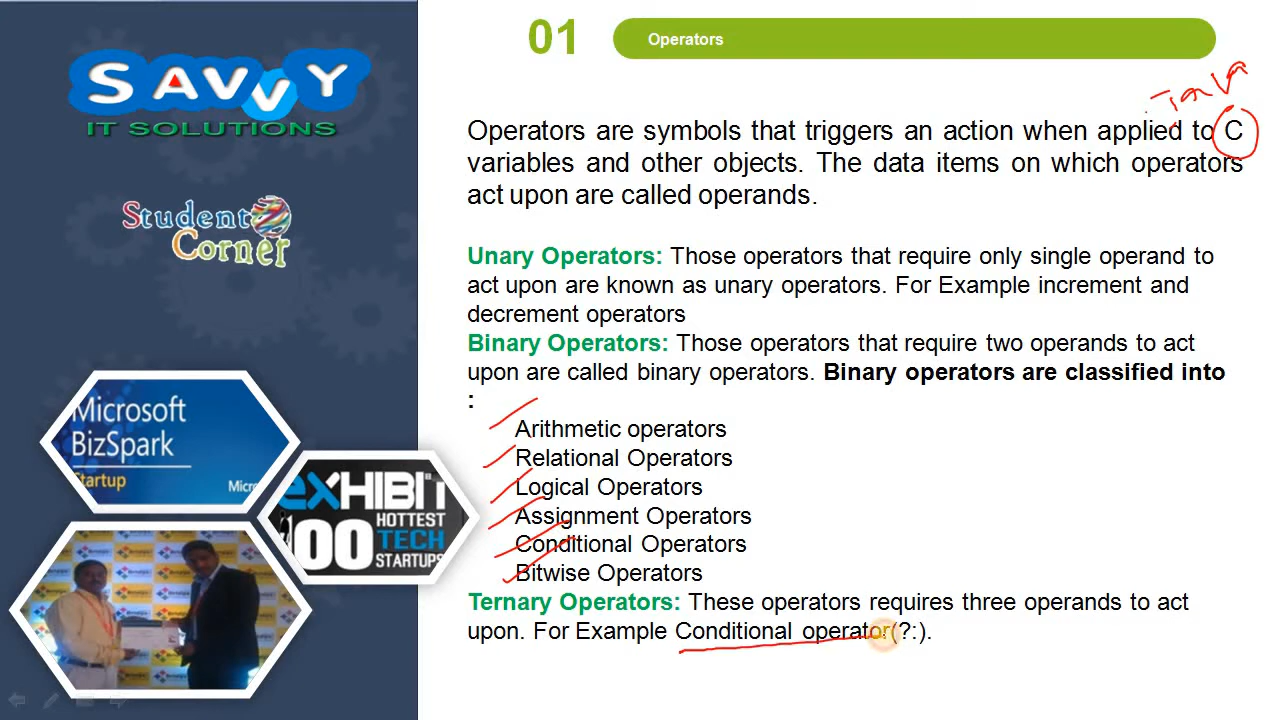 01
Operators
SAVVY
IT SOLUTIONS
Student
Corner
Java
Operators are symbols that triggers an action when applied to C
variables and other objects. The data items on which operators
act upon are called operands.
Unary Operators: Those operators that require only single operand to
act upon are known as unary operators. For Example increment and
decrement operators
Binary Operators: Those operators that require two operands to act
upon are called binary operators. Binary operators are classified into
:
Arithmetic operators
Relational Operators
Logical Operators
Assignment Operators
Conditional Operators
Bitwise Operators
Ternary Operators: These operators requires three operands to act
upon. For Example Conditional operator(?:).
Microsoft
BizSpark
Startup
Micros
eXHIBIT
100
HOTTEST
TECH
STARTUPS